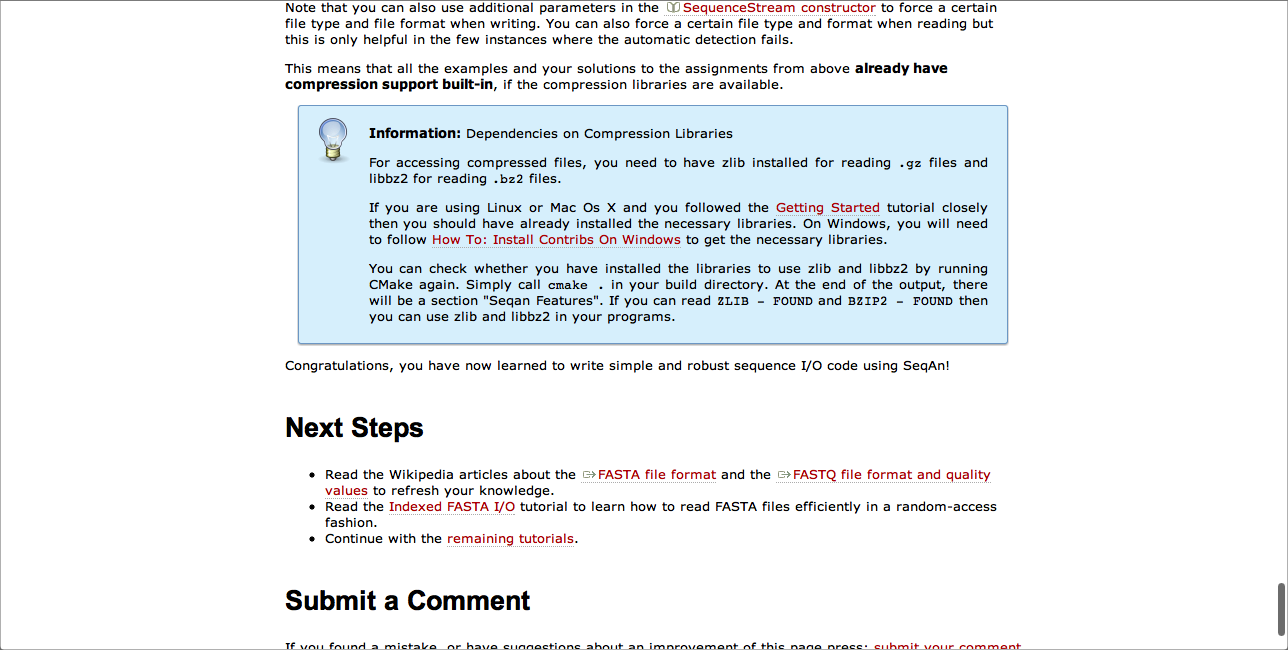 Note that you can also use additional parameters in the SequenceStream constructor to force a certain
file type and file format when writing. You can also force a certain file type and format when reading but
this is only helpful in the few instances where the automatic detection fails.
This means that all the examples and your solutions to the assignments from above already have
compression support built-in, if the compression libraries are available.
Information: Dependencies on Compression Libraries
For accessing compressed files, you need to have zlib installed for reading .gz files and
libbz2 for reading .bz2 files.
If you are using Linux or Mac Os X and you followed the Getting Started tutorial closely
then you should have already installed the necessary libraries. On Windows, you will need
to follow How To: Install Contribs On Windows to get the necessary libraries.
You can check whether you have installed the libraries to use zlib and libbz2 by running
CMake again. Simply call cmake . in your build directory. At the end of the output, there
will be a section "Seqan Features". If you can read ZLIB - FOUND and BZIP2 - FOUND then
you can use zlib and libbz2 in your programs.
Congratulations, you have now learned to write simple and robust sequence I/O code using SeqAn!
Next Steps
• Read the Wikipedia articles about the FASTA file format and the FASTQ file format and quality
values to refresh your knowledge.
• Read the Indexed FASTA I/O tutorial to learn how to read FASTA files efficiently in a random-access
fashion.
• Continue with the remaining tutorials.
Submit a Comment
If you found a mistake, or have suggestions about an improvement of this page press: submit your comment